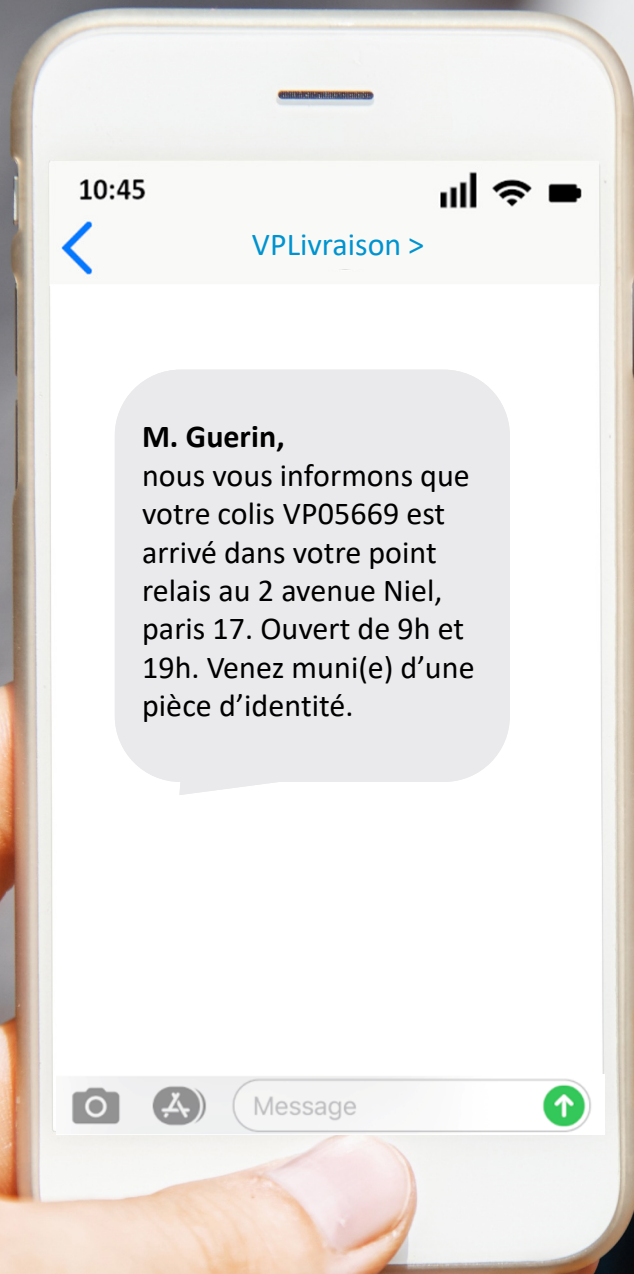 10:45
VPLivraison >
M. Guerin,
nous vous informons que
votre colis VP05669 est
arrivé dans votre point
relais au 2 avenue Niel,
paris 17. Ouvert de 9h et
19h. Venez muni(e) d’une
pièce d’identité.
Message